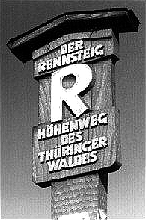 DER
RENNSTEIG
R
HÖHENWEG
DES
THÜRINGER
WALDES